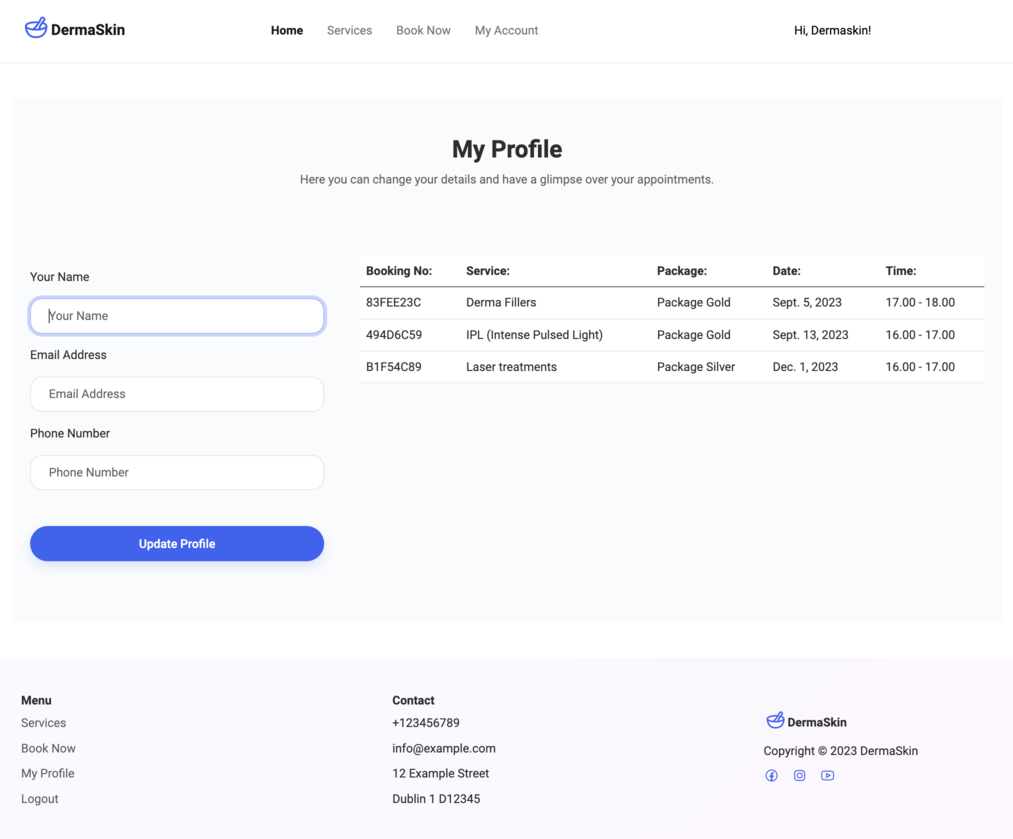 DermaSkin Home Services Book Now My Account Hi, Dermaskin!
My Profile
Here you can change your details and have a glimpse over your appointments.
Your Name
Your Name
Email Address
Email Address
Phone Number
Phone Number
Update Profile
Booking No: Service: Package: Date: Time:
83FEE23C Derma Fillers Package Gold Sept. 5, 2023 17.00 - 18.00
494D6C59 IPL (Intense Pulsed Light) Package Gold Sept. 13, 2023 16.00 - 17.00
B1F54C89 Laser treatments Package Silver Dec. 1, 2023 16.00 - 17.00
Menu
Services
Book Now
My Profile
Logout
Contact
+123456789
info@example.com
12 Example Street
Dublin 1 D12345
DermaSkin
Copyright © 2023 DermaSkin